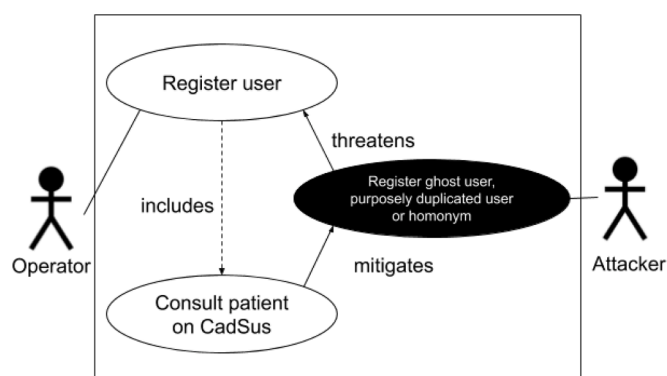 Register user
threatens
Register ghost user,
purposely duplicated user
or homonym
includes
Operator
mitigates
Attacker
Consult patient
on CadSus